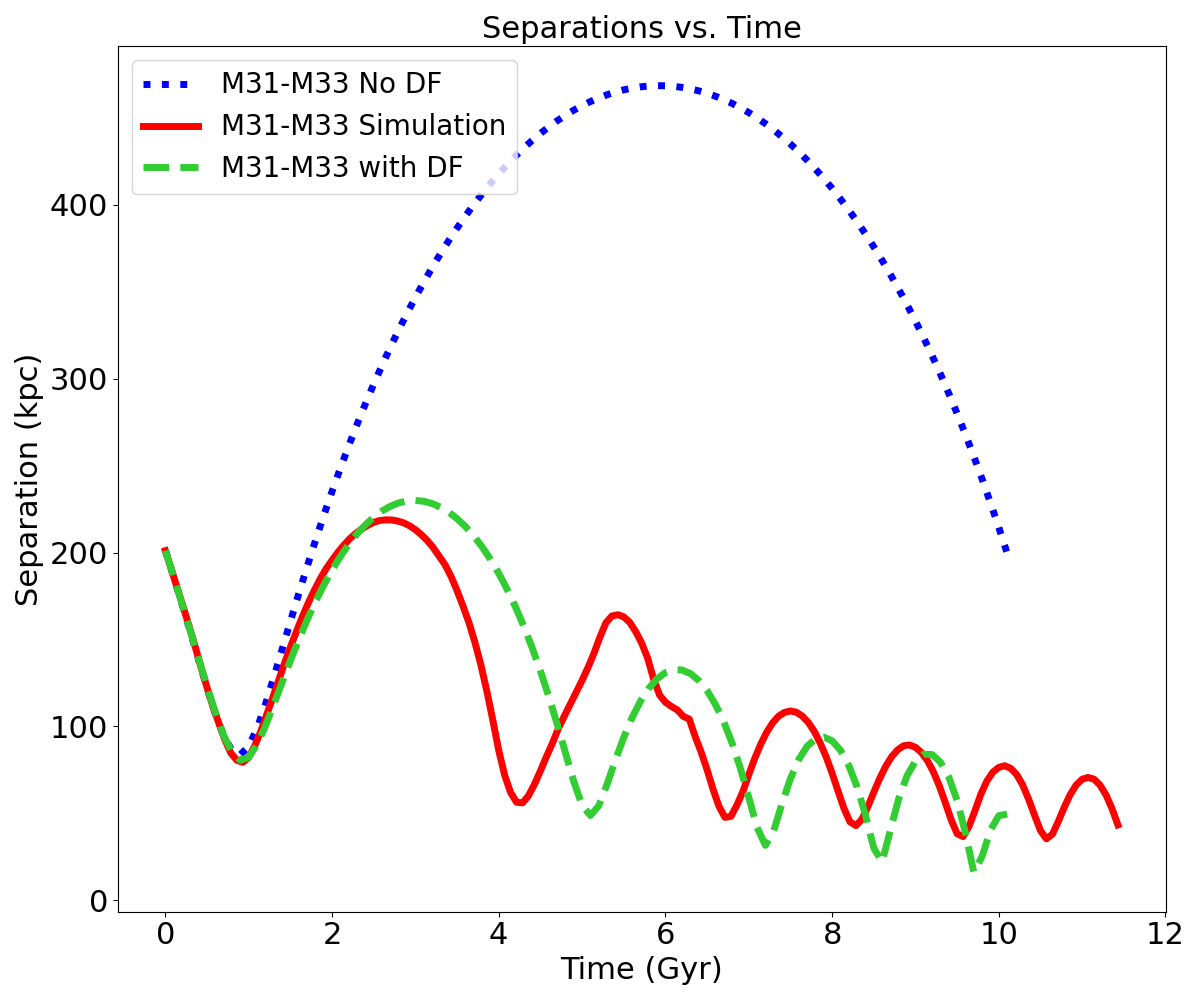 Separations vs. Time
M31-M33 No DF
M31-M33 Simulation
M31-M33 with DF
Separation (kpc)
400
300
200
100
0
0 2 4 6 8 10 12
Time (Gyr)